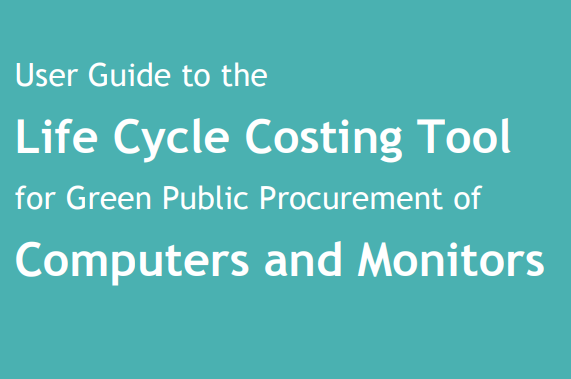 User Guide to the
Life Cycle Costing Tool
for Green Public Procurement of
Computers and Monitors